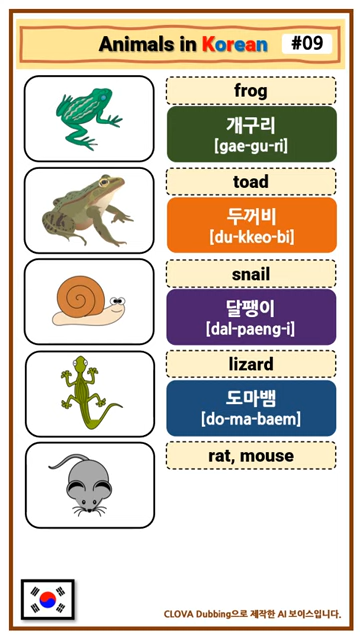 Animals in Korean #09
frog
개구리
[gae-gu-ri]
toad
두꺼비
[du-kkeo-bi]
snail
달팽이
[dal-paeng-i]
lizard
도마뱀
[do-ma-baem]
rat, mouse
CLOVA Dubbing으로 제작한 AI 보이스입니다.